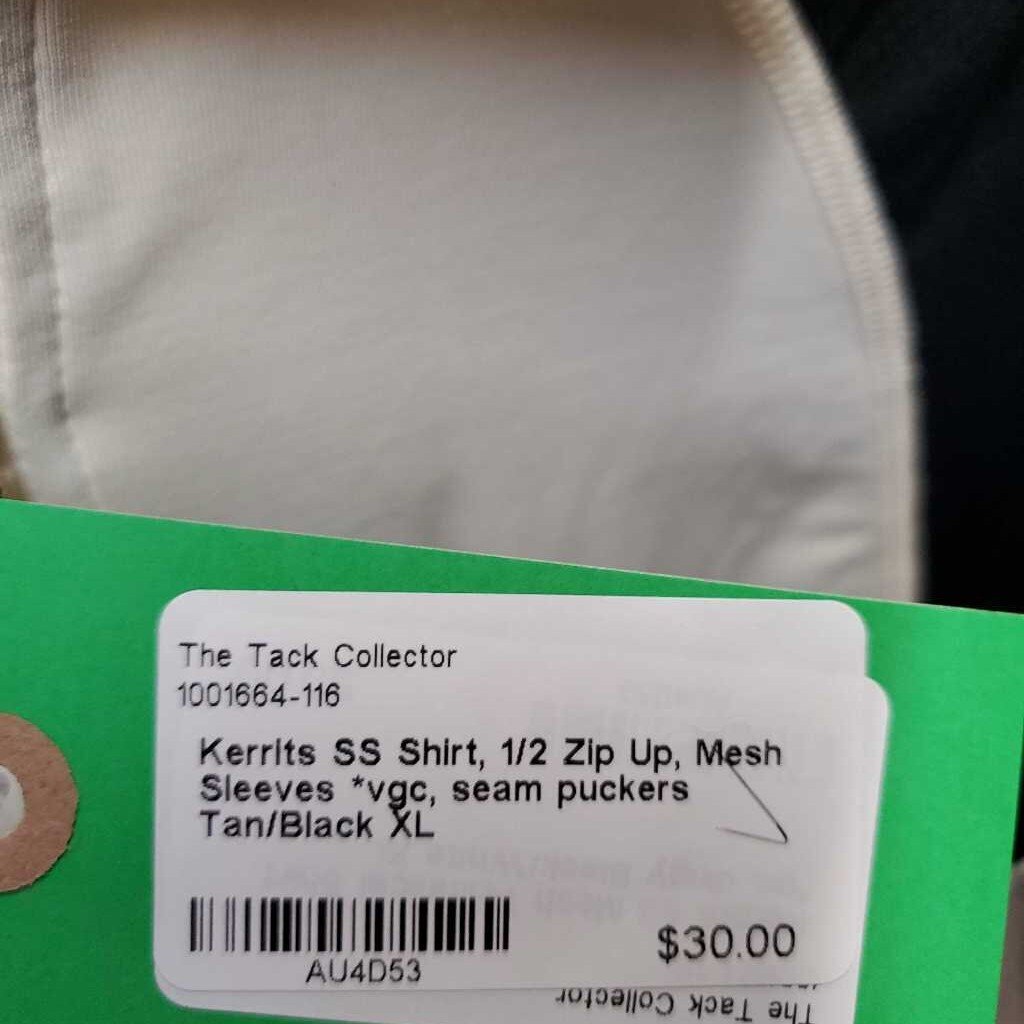 The Tack Collector
1001664-116
Kerrits SS Shirt, 1/2 Zip Up, Mesh
Sleeves *vgc, seam puckers
Tan/Black XL
$30.00
AU4D53
The Tack Collector